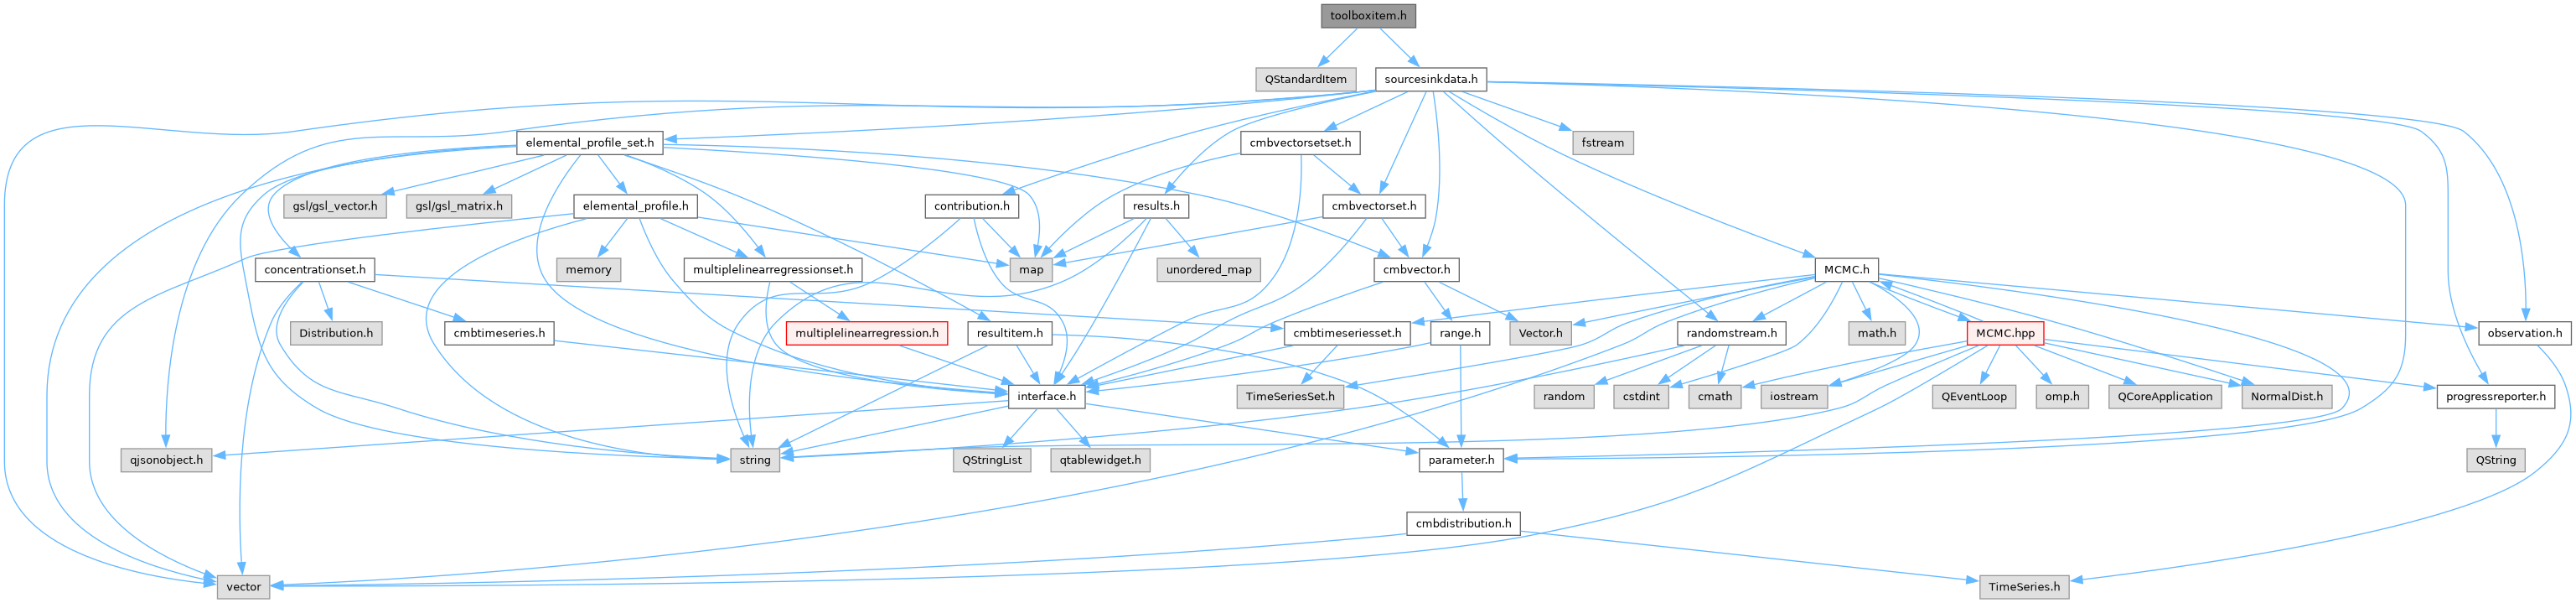 toolboxitem.h
QStandardItem
sourcesinkdata.h
elemental_profile_set.h
cmbvectorsetset.h
fstream
gsl/gsl_vector.h
gsl/gsl_matrix.h
elemental_profile.h
contribution.h
results.h
cmbvectorset.h
concentrationset.h
memory
multiplelinearregressionset.h
map
unordered_map
cmbvector.h
MCMC.h
Distribution.h
cmbtimeseries.h
multiplelinearregression.h
resultitem.h
cmbtimeseriesset.h
range.h
Vector.h
randomstream.h
math.h
MCMC.hpp
observation.h
interface.h
TimeSeriesSet.h
random
cstdint
cmath
iostream
QEventLoop
omp.h
QCoreApplication
NormalDist.h
progressreporter.h
qjsonobject.h
string
QStringList
qtablewidget.h
parameter.h
QString
cmbdistribution.h
vector
TimeSeries.h